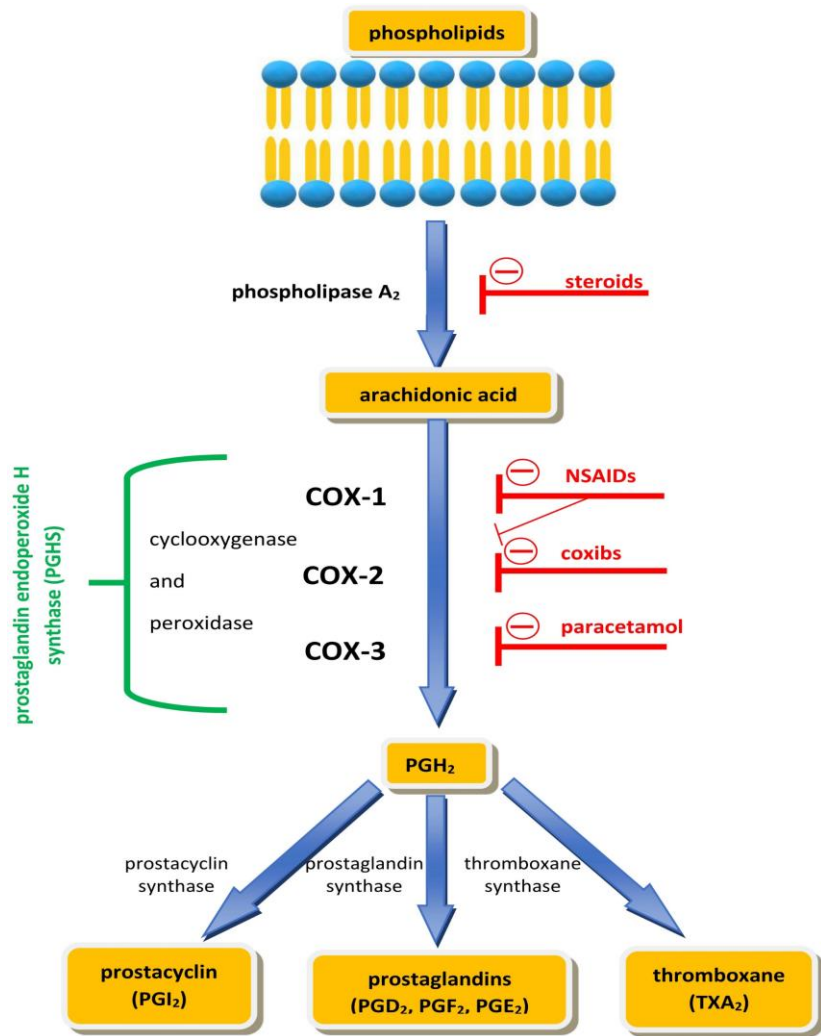 phospholipids
phospholipase A₂
steroids
arachidonic acid
prostaglandin endoperoxide H
synthase (PGHS)
cyclooxygenase
and
peroxidase
COX-1
COX-2
COX-3
NSAIDs
coxibs
paracetamol
PGH₂
prostacyclin
synthase
prostaglandin
synthase
thromboxane
synthase
prostacyclin
(PGI₂)
prostaglandins
(PGD₂, PGF₂, PGE₂)
thromboxane
(TXA₂)